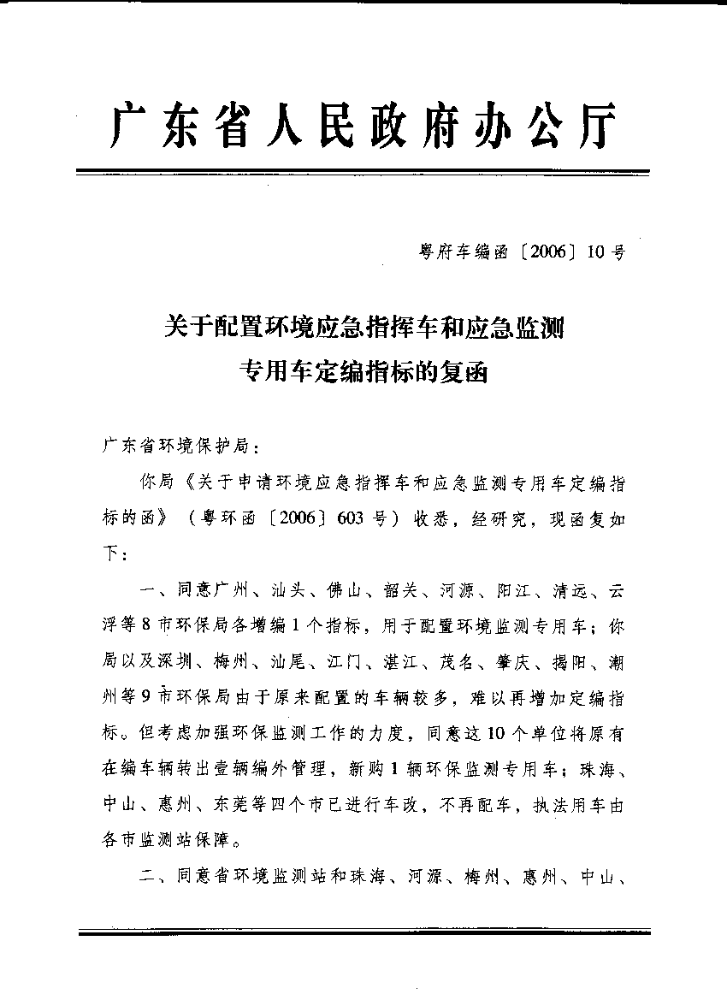 广东省人民政府办公厅
粤府车编函〔2006〕10号
关于配置环境应急指挥车和应急监测
专用车定编指标的复函
广东省环境保护局：
你局《关于申请环境应急指挥车和应急监测专用车定编指
标的函》（粤环函〔2006〕603号）收悉，经研究，现函复如
下：
一、同意广州、汕头、佛山、韶关、河源、阳江、清远、云
浮等8市环保局各增编1个指标，用于配置环境监测专用车；你
局以及深圳、梅州、汕尾、江门、湛江、茂名、肇庆、揭阳、潮
州等9市环保局由于原来配置的车辆较多，难以再增加定编指
标。但考虑加强环保监测工作的力度，同意这10个单位将原有
在编车辆转出壹辆编外管理，新购1辆环保监测专用车；珠海、
中山、惠州、东莞等四个市已进行车改，不再配车，执法用车由
各市监测站保障。
二、同意省环境监测站和珠海、河源、梅州、惠州、中山、